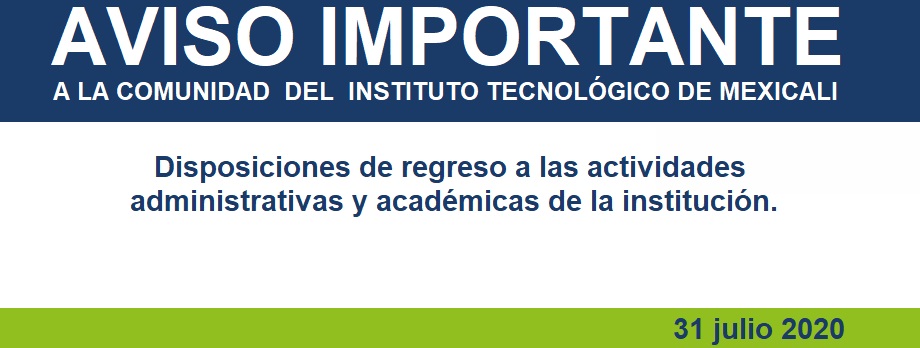 AVISO IMPORTANTE
A LA COMUNIDAD DEL INSTITUTO TECNOLÓGICO DE MEXICALI
Disposiciones de regreso a las actividades
administrativas y académicas de la institución.
31 julio 2020